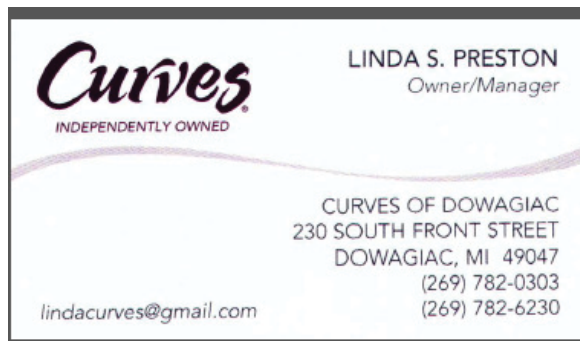 Curves®
INDEPENDENTLY OWNED
LINDA S. PRESTON
Owner/Manager
CURVES OF DOWAGIAC
230 SOUTH FRONT STREET
DOWAGIAC, MI 49047
(269) 782-0303
(269) 782-6230
lindacurves@gmail.com